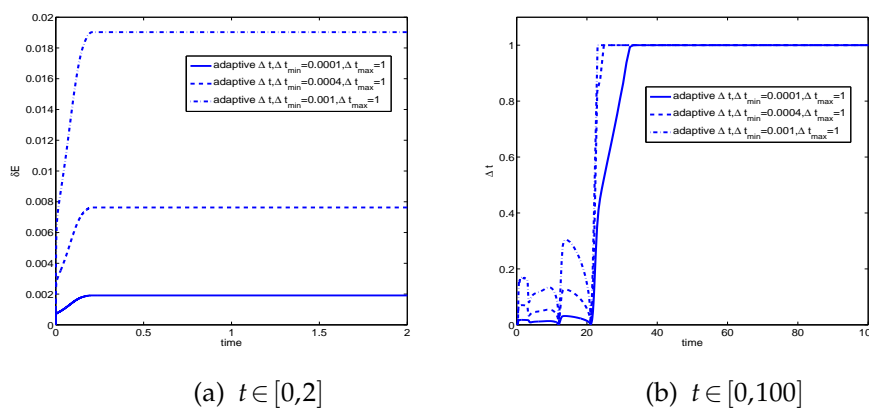 0.02
0.018
0.016
0.014
0.012
0.01
0.008
0.006
0.004
0.002
0
δE
0
0.5
1
1.5
2
time
adaptive Δ t,Δ t_min=0.0001,Δ t_max=1
adaptive Δ t,Δ t_min=0.0004,Δ t_max=1
adaptive Δ t,Δ t_min=0.001,Δ t_max=1
(a) t∈[0,2]
1
0.8
0.6
0.4
0.2
0
Δ t
0
20
40
60
80
100
time
adaptive Δ t,Δ t_min=0.0001,Δ t_max=1
adaptive Δ t,Δ t_min=0.0004,Δ t_max=1
adaptive Δ t,Δ t_min=0.001,Δ t_max=1
(b) t∈[0,100]